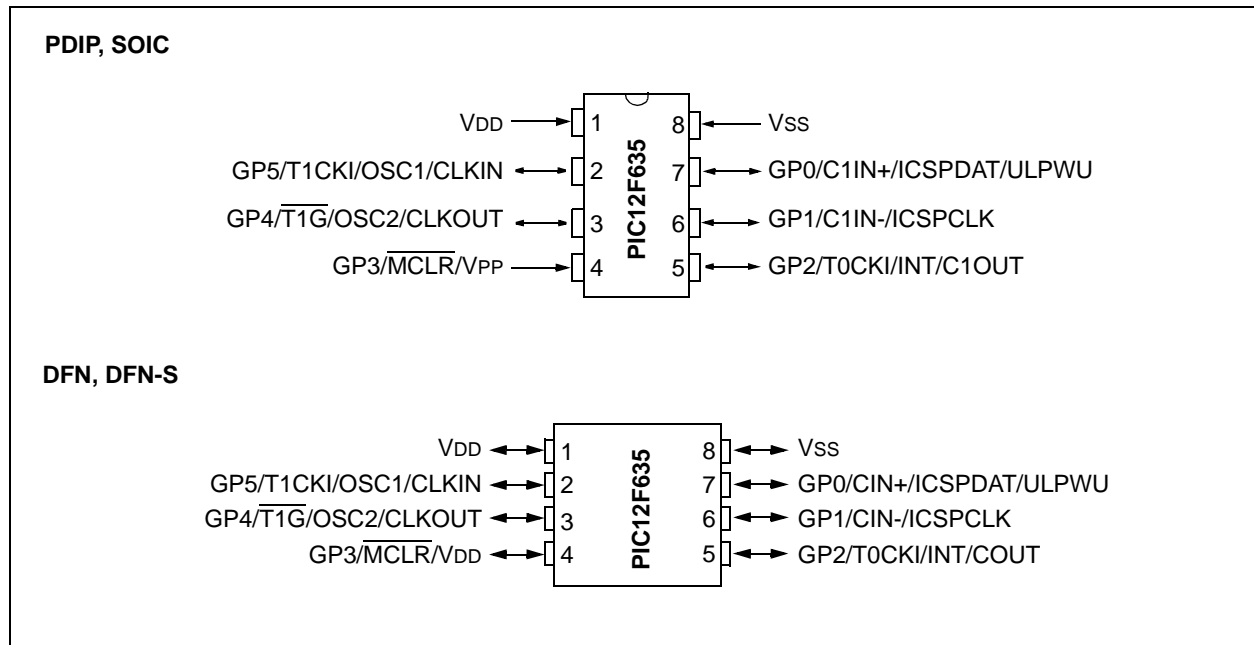 PDIP, SOIC
VDD 1 8 VSS
GP5/T1CKI/OSC1/CLKIN 2 7 GP0/C1IN+/ICSPDAT/ULPWU
GP4/T1G/OSC2/CLKOUT 3 6 GP1/C1IN-/ICSPCLK
GP3/MCLR/VPP 4 5 GP2/T0CKI/INT/C1OUT
PIC12F635
DFN, DFN-S
VDD 1 8 VSS
GP5/T1CKI/OSC1/CLKIN 2 7 GP0/CIN+/ICSPDAT/ULPWU
GP4/T1G/OSC2/CLKOUT 3 6 GP1/CIN-/ICSPCLK
GP3/MCLR/VDD 4 5 GP2/T0CKI/INT/COUT
PIC12F635